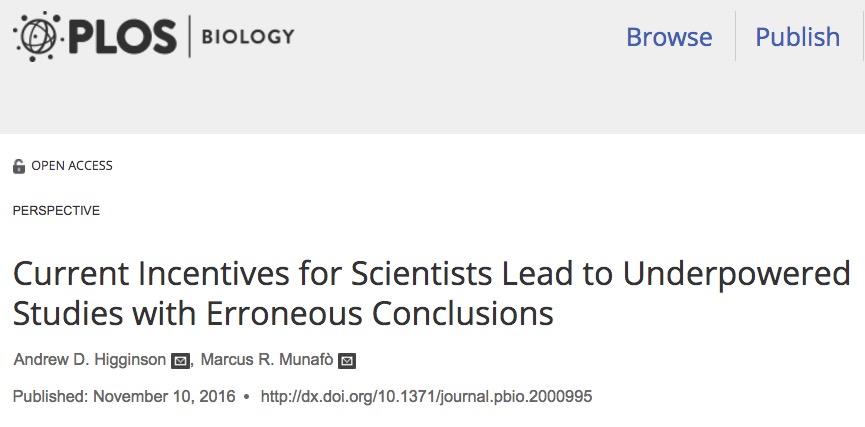 PLOS BIOLOGY
Browse
Publish
OPEN ACCESS
PERSPECTIVE
Current Incentives for Scientists Lead to Underpowered
Studies with Erroneous Conclusions
Andrew D. Higginson , Marcus R. Munafò
Published: November 10, 2016 • http://dx.doi.org/10.1371/journal.pbio.2000995